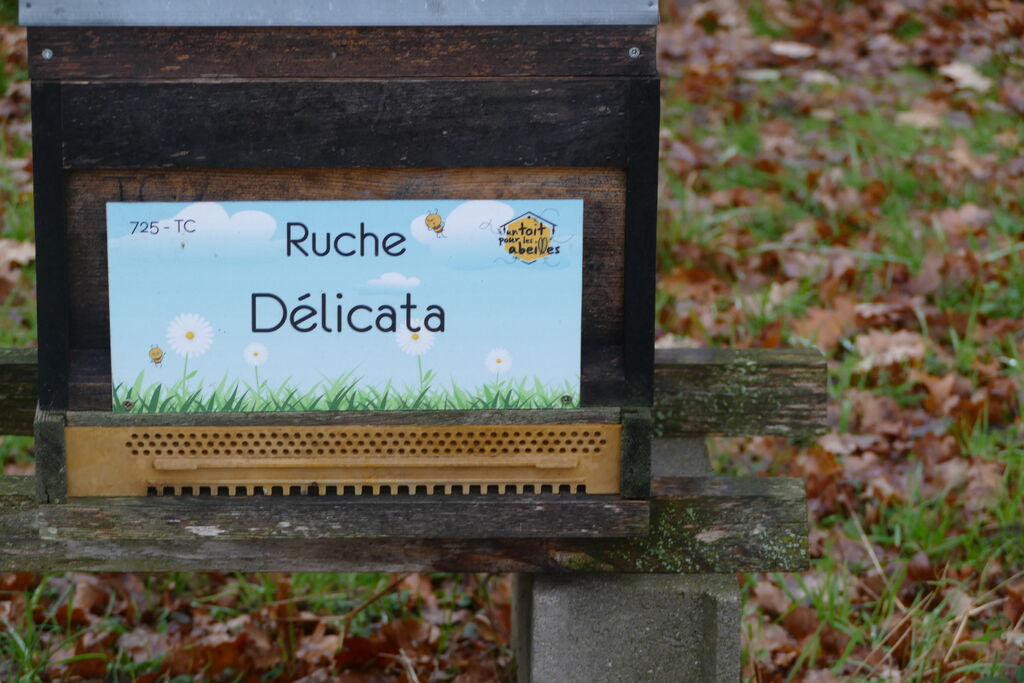 725 - TC
Ruche
Délicata
un toit
pour les
abeilles